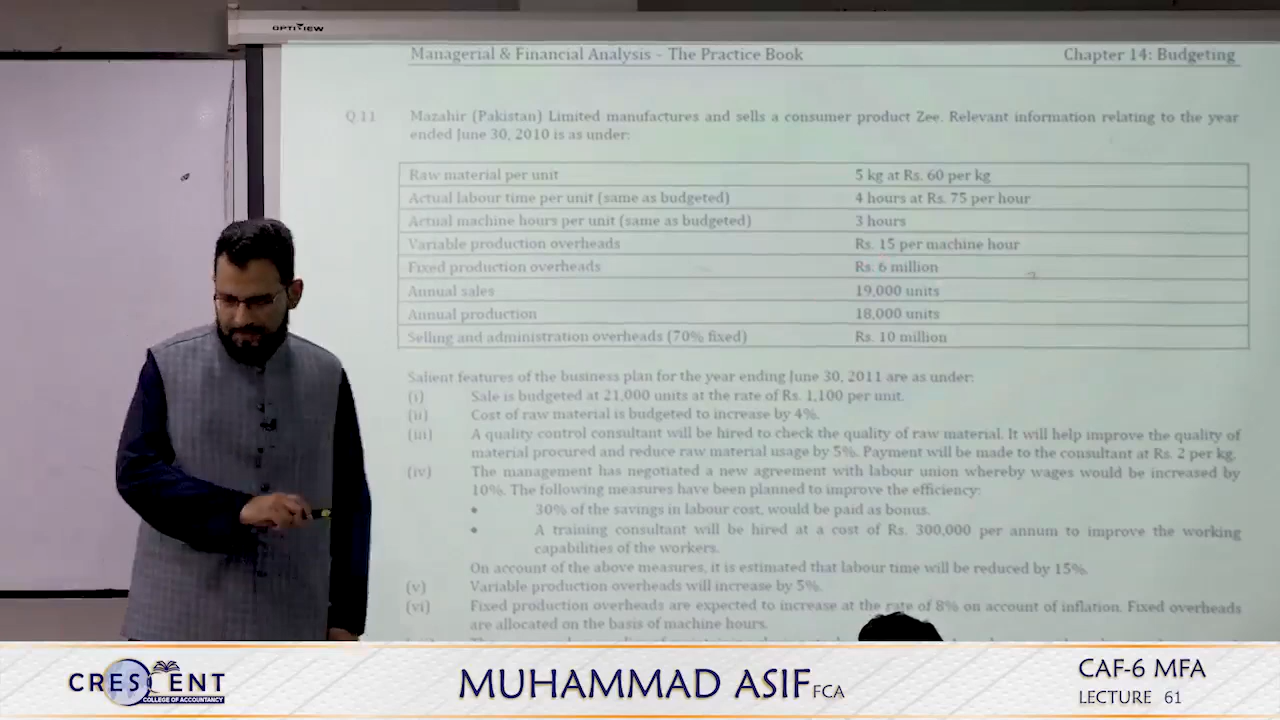 OPTIVIEW
Managerial & Financial Analysis - The Practice Book Chapter 14: Budgeting
Q.11 Mazahir (Pakistan) Limited manufactures and sells a consumer product Zee. Relevant information relating to the year
ended June 30, 2010 is as under:
Raw material per unit 5 kg at Rs. 60 per kg
Actual labour time per unit (same as budgeted) 4 hours at Rs. 75 per hour
Actual machine hours per unit (same as budgeted) 3 hours
Variable production overheads Rs. 15 per machine hour
Fixed production overheads Rs. 6 million
Annual sales 19,000 units
Annual production 18,000 units
Selling and administration overheads (70% fixed) Rs. 10 million
Salient features of the business plan for the year ending June 30, 2011 are as under:
(i) Sale is budgeted at 21,000 units at the rate of Rs. 1,100 per unit.
(ii) Cost of raw material is budgeted to increase by 4%.
(iii) A quality control consultant will be hired to check the quality of raw material. It will help improve the quality of
material procured and reduce raw material usage by 5%. Payment will be made to the consultant at Rs. 2 per kg.
(iv) The management has negotiated a new agreement with labour union whereby wages would be increased by
10%. The following measures have been planned to improve the efficiency:
• 30% of the savings in labour cost, would be paid as bonus.
• A training consultant will be hired at a cost of Rs. 300,000 per annum to improve the working
capabilities of the workers.
On account of the above measures, it is estimated that labour time will be reduced by 15%.
(v) Variable production overheads will increase by 5%.
(vi) Fixed production overheads are expected to increase at the rate of 8% on account of inflation. Fixed overheads
are allocated on the basis of machine hours.
CRESCENT
COLLEGE OF ACCOUNTANCY
MUHAMMAD ASIF FCA
CAF-6 MFA
LECTURE 61